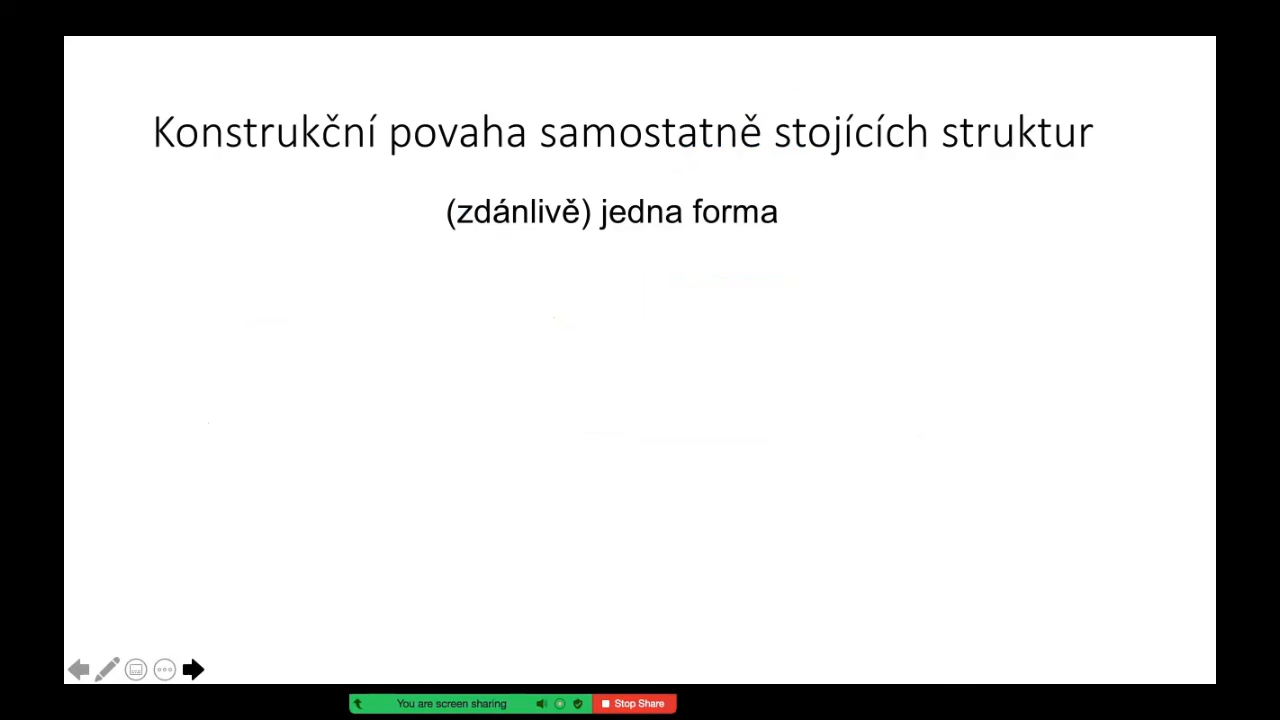 Konstrukční povaha samostatně stojících struktur
(zdánlivě) jedna forma
You are screen sharing
Stop Share